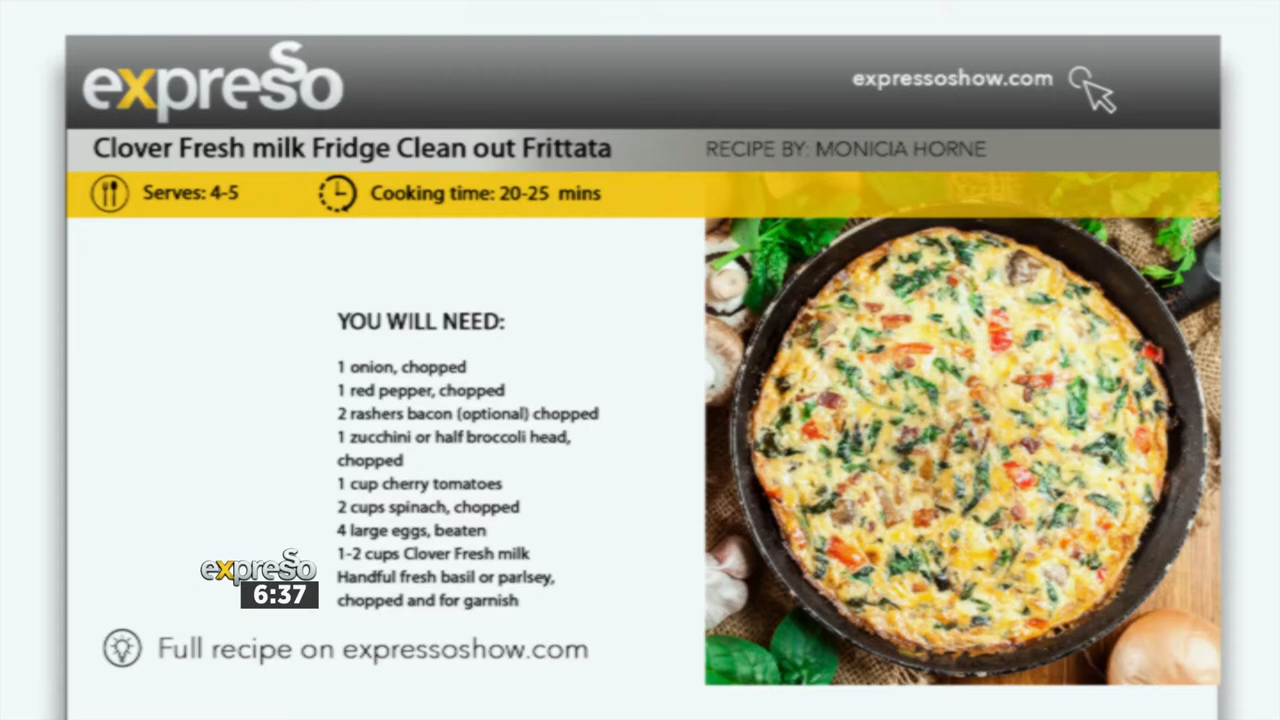 expresso
expressoshow.com
Clover Fresh milk Fridge Clean out Frittata
RECIPE BY: MONICIA HORNE
Serves: 4-5
Cooking time: 20-25 mins
YOU WILL NEED:
1 onion, chopped
1 red pepper, chopped
2 rashers bacon (optional) chopped
1 zucchini or half broccoli head,
chopped
1 cup cherry tomatoes
2 cups spinach, chopped
4 large eggs, beaten
1-2 cups Clover Fresh milk
Handful fresh basil or parlsey,
chopped and for garnish
expresso
6:37
Full recipe on expressoshow.com